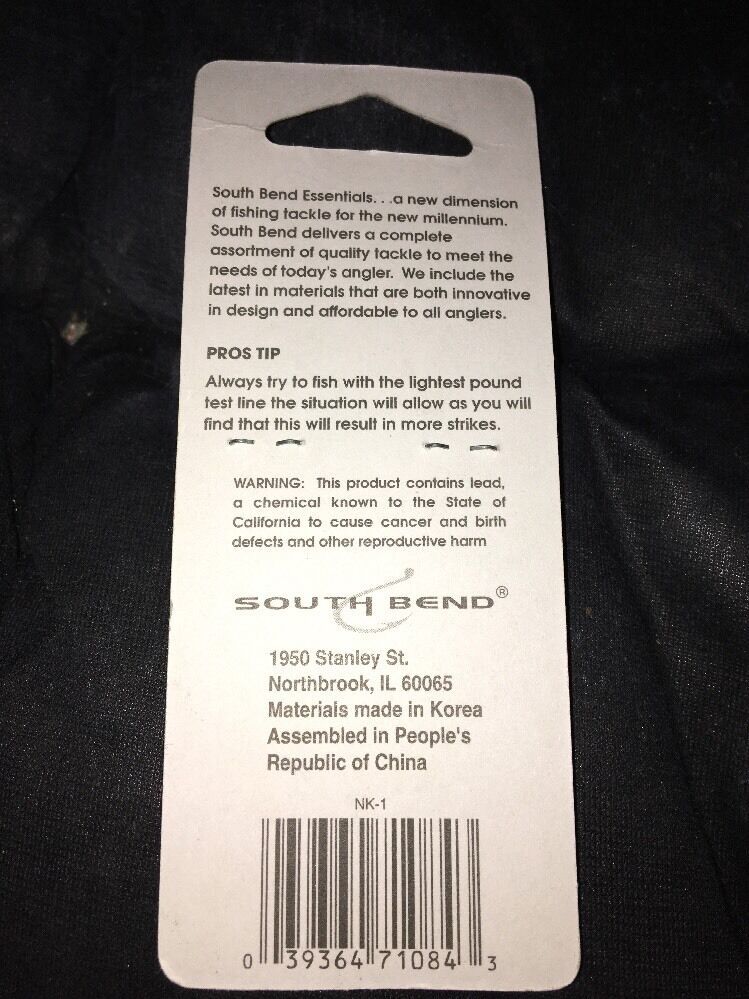 South Bend Essentials. . .a new dimension
of fishing tackle for the new millennium.
South Bend delivers a complete
assortment of quality tackle to meet the
needs of today's angler. We include the
latest in materials that are both innovative
in design and affordable to all anglers.
PROS TIP
Always try to fish with the lightest pound
test line the situation will allow as you will
find that this will result in more strikes.
WARNING: This product contains lead,
a chemical known to the State of
California to cause cancer and birth
defects and other reproductive harm
SOUTH BEND®
1950 Stanley St.
Northbrook, IL 60065
Materials made in Korea
Assembled in People's
Republic of China
NK-1
0 39364 71084 3